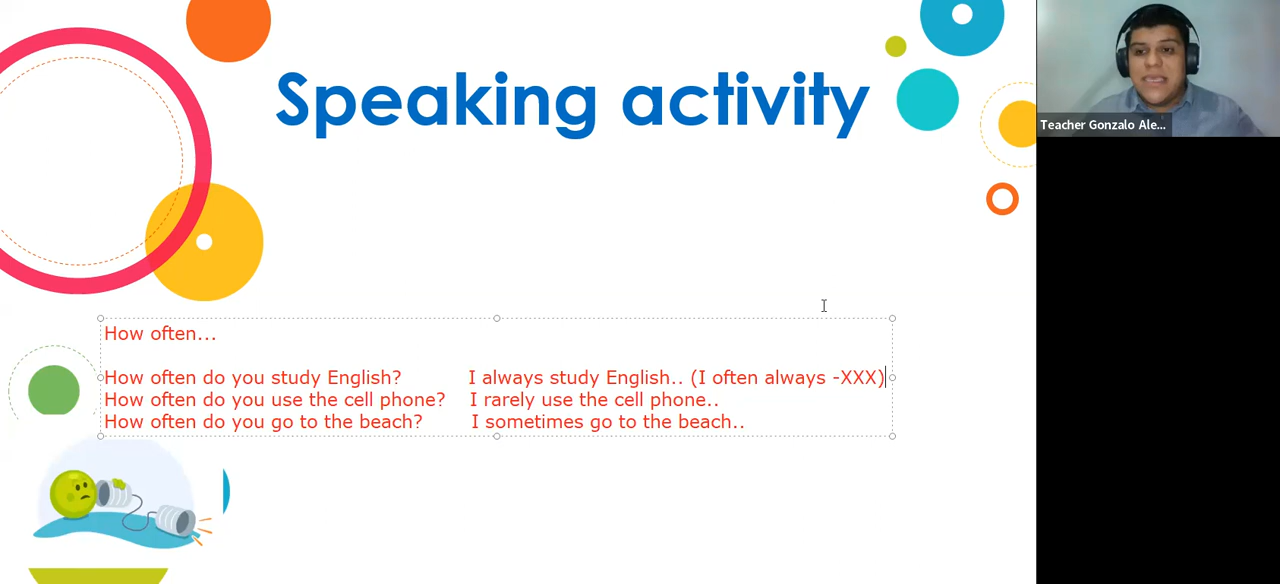 Speaking activity
Teacher Gonzalo Ale...
How often...
How often do you study English? I always study English.. (I often always -XXX)
How often do you use the cell phone? I rarely use the cell phone..
How often do you go to the beach? I sometimes go to the beach..